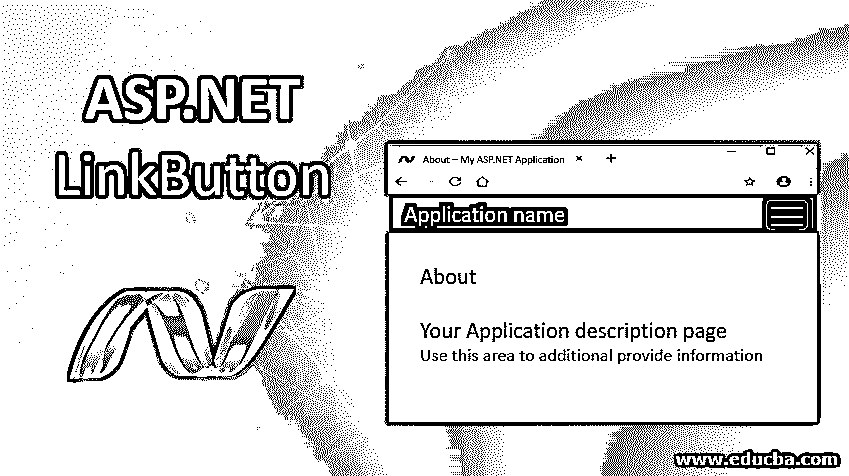 ASP.NET
LinkButton
About – My ASP.NET Application
Application name
About
Your Application description page
Use this area to additional provide information
www.educba.com